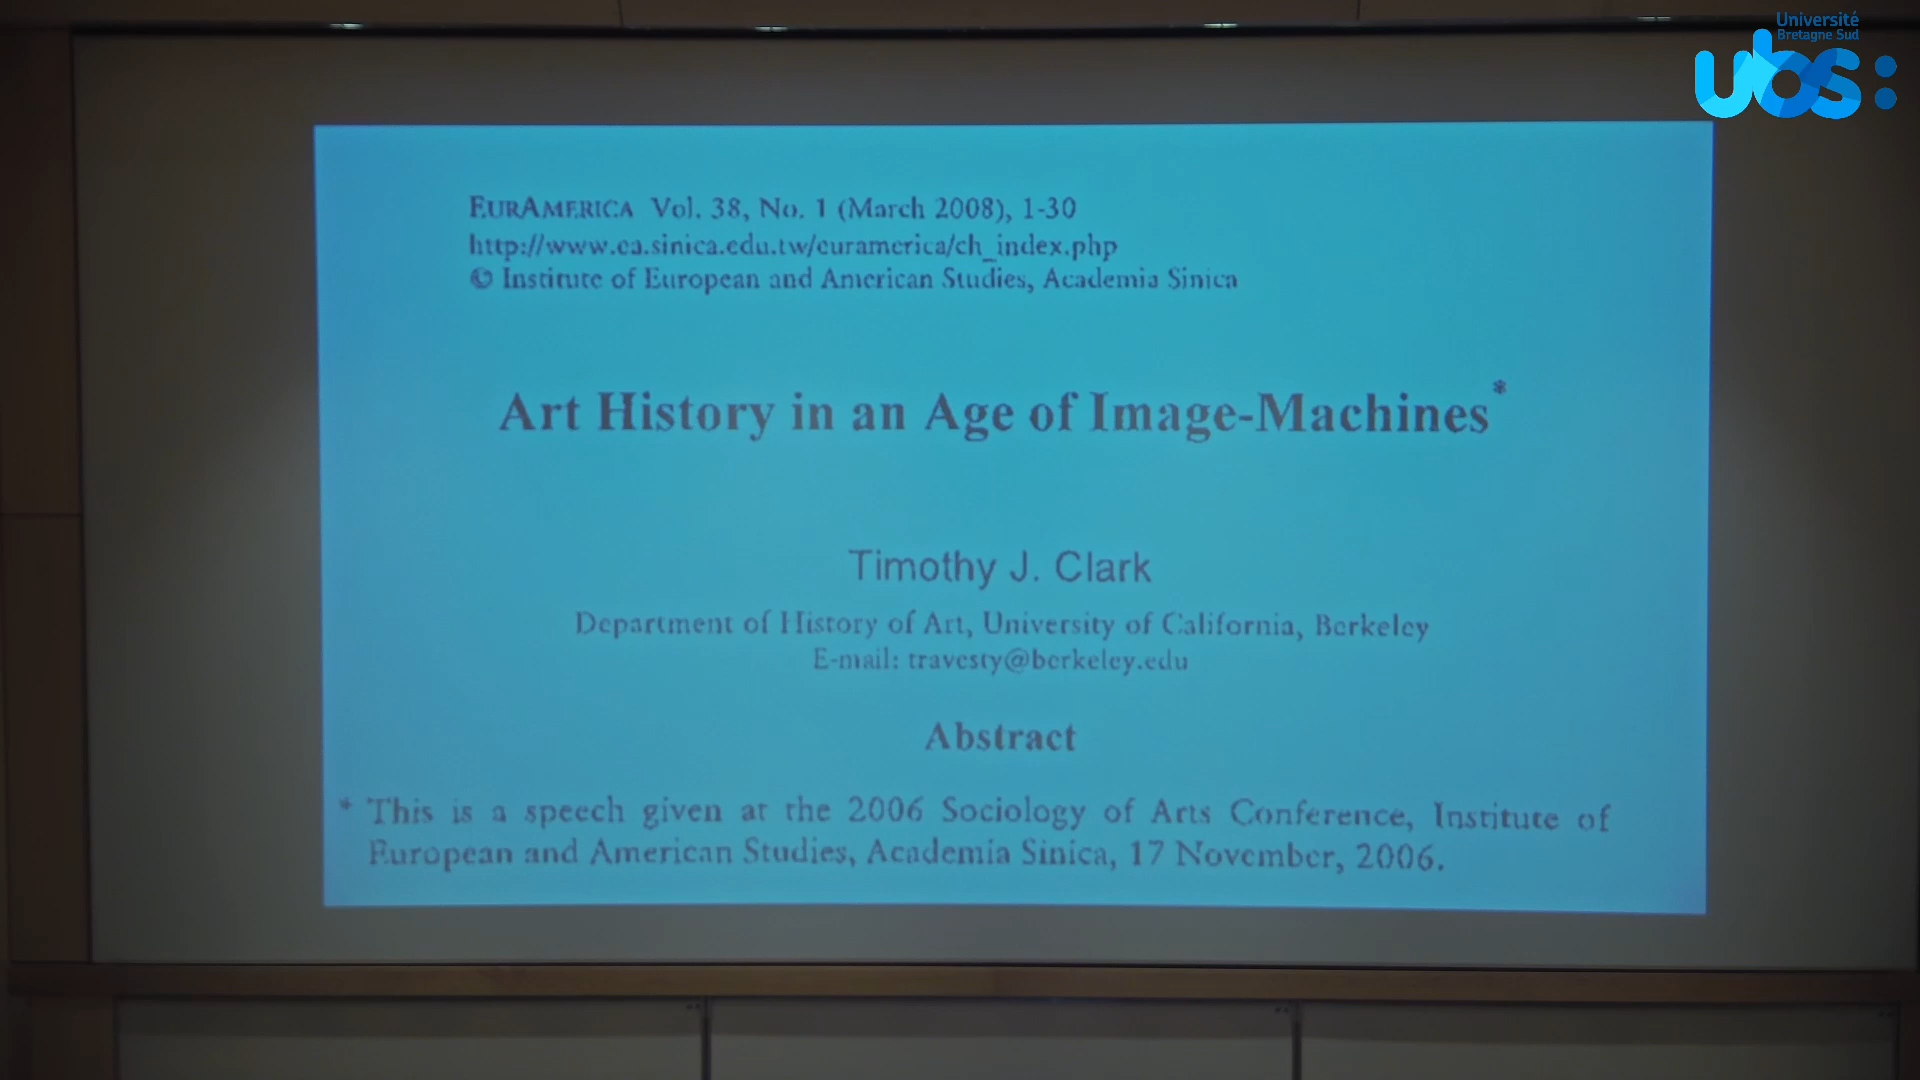 Université
Bretagne Sud
ubs:
EURAMERICA Vol. 38, No. 1 (March 2008), 1-30
http://www.ea.sinica.edu.tw/euramerica/ch_index.php
© Institute of European and American Studies, Academia Sinica
Art History in an Age of Image-Machines*
Timothy J. Clark
Department of History of Art, University of California, Berkeley
E-mail: travesty@berkeley.edu
Abstract
* This is a speech given at the 2006 Sociology of Arts Conference, Institute of
European and American Studies, Academia Sinica, 17 November, 2006.